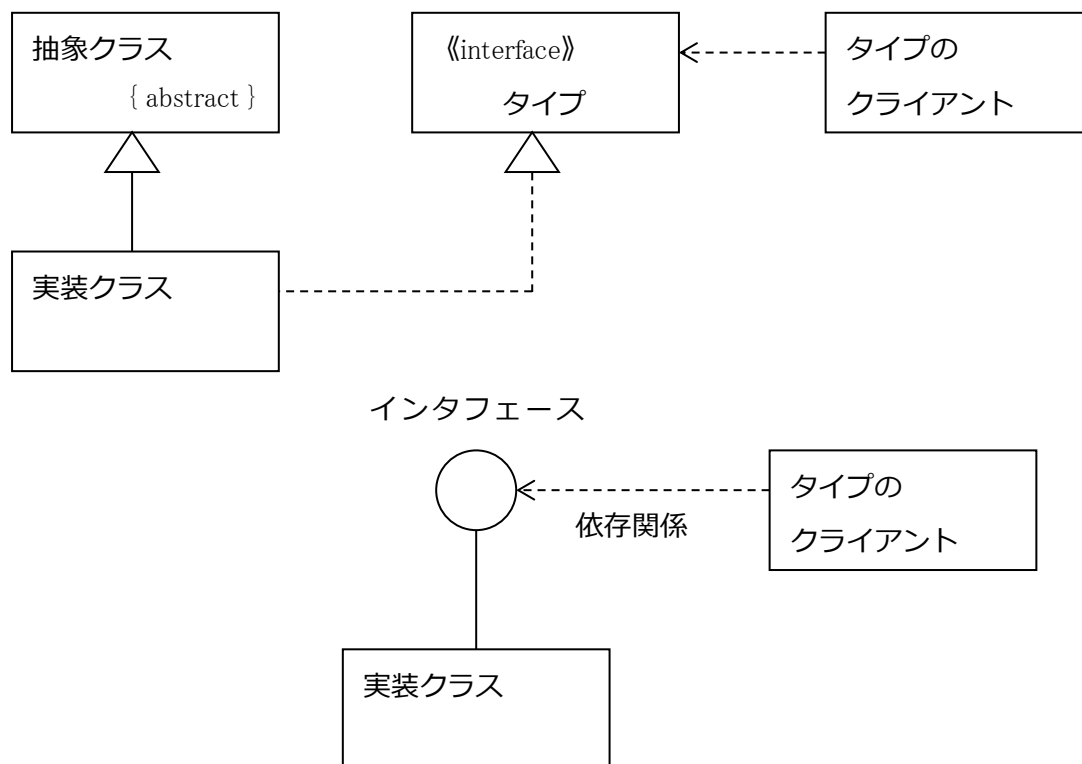 抽象クラス
{ abstract }
《interface》
タイプ
タイプの
クライアント
実装クラス
インタフェース
タイプの
クライアント
依存関係
実装クラス